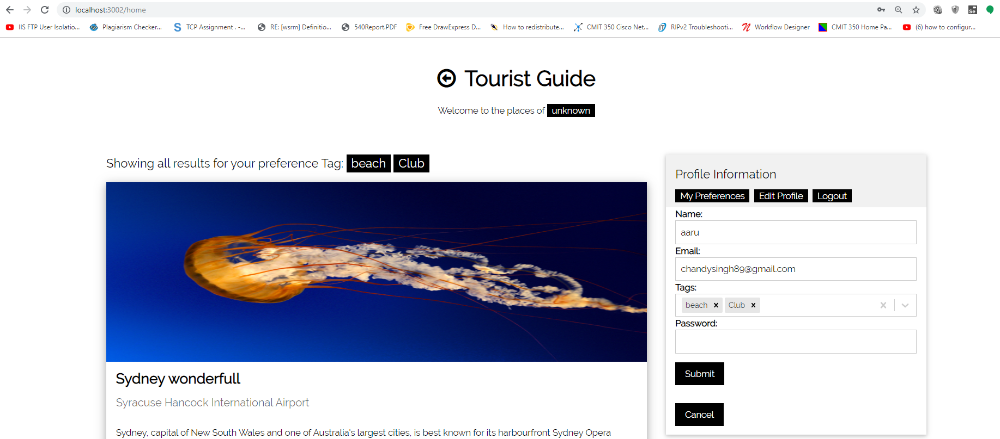 localhost:3002/home
IIS FTP User Isolatio... Plagiarism Checker... TCP Assignment . -... RE: [wsrm] Definitio... 540Report.PDF Free DrawExpress D... How to redistribute... CMIT 350 Cisco Net... RIPv2 Troubleshooti... Workflow Designer CMIT 350 Home Pa... (6) how to configur...
Tourist Guide
Welcome to the places of unknown
Showing all results for your preference Tag: beach Club
Sydney wonderfull
Syracuse Hancock International Airport
Sydney, capital of New South Wales and one of Australia's largest cities, is best known for its harbourfront Sydney Opera
Profile Information
My Preferences Edit Profile Logout
Name:
aaru
Email:
chandysingh89@gmail.com
Tags:
beach x Club x
Password:
Submit
Cancel